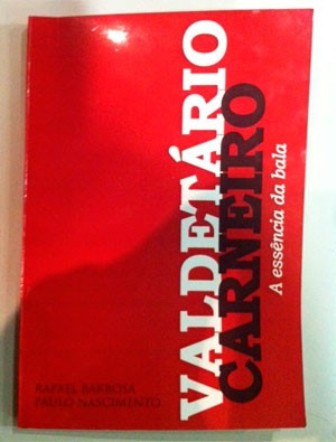 VALDETÁRIO
CARNEIRO
A essência da bala
RAFAEL BARBOSA
PAULO NASCIMENTO